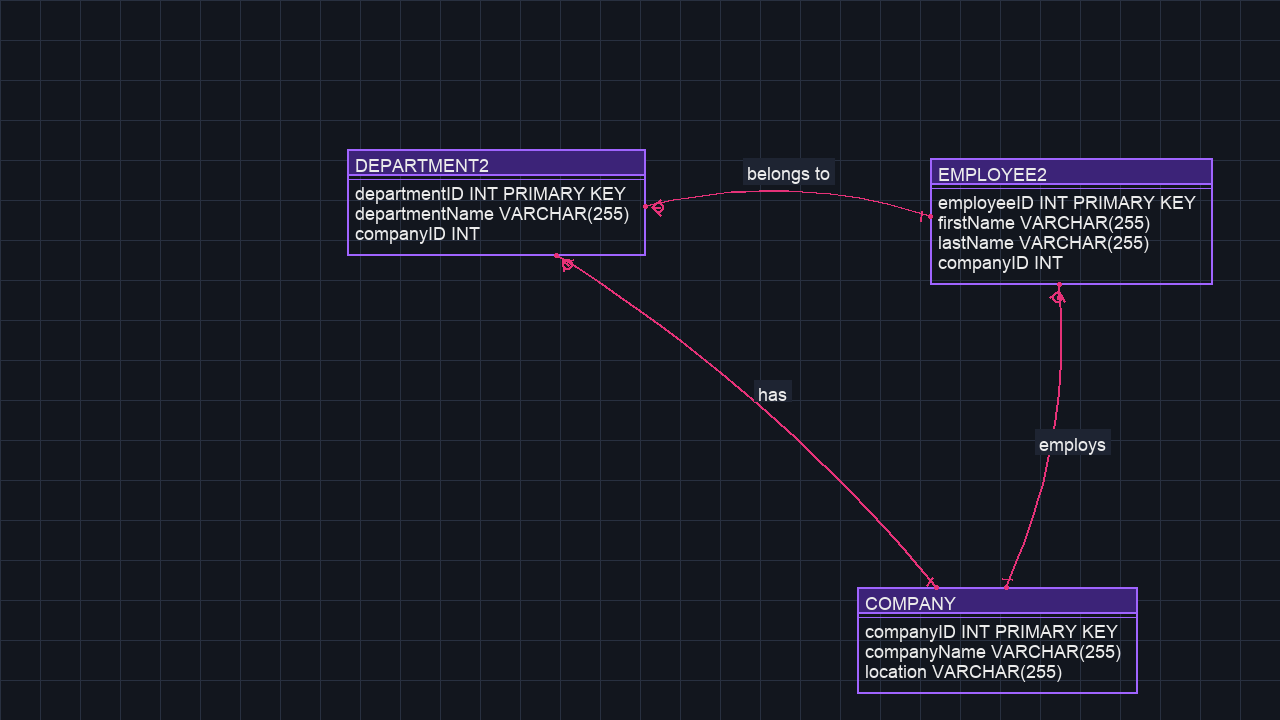 DEPARTMENT2
departmentID INT PRIMARY KEY
departmentName VARCHAR(255)
companyID INT
belongs to
EMPLOYEE2
employeeID INT PRIMARY KEY
firstName VARCHAR(255)
lastName VARCHAR(255)
companyID INT
has
employs
COMPANY
companyID INT PRIMARY KEY
companyName VARCHAR(255)
location VARCHAR(255)